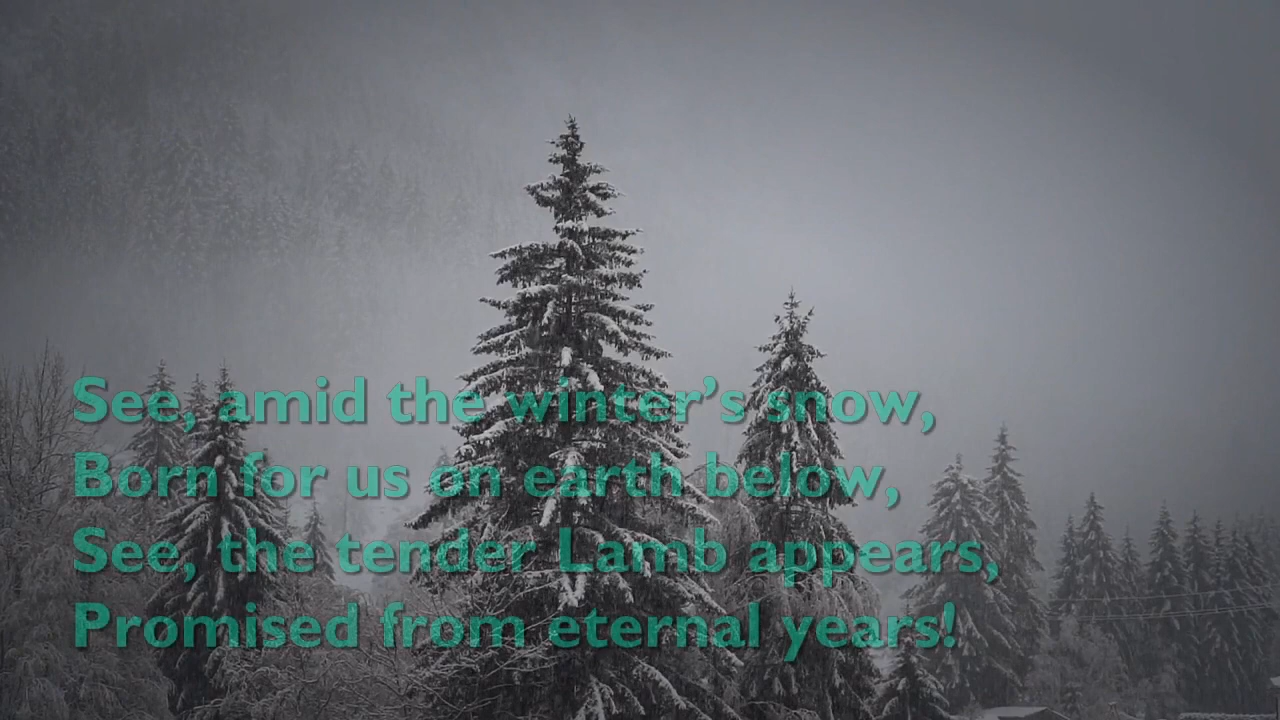 See, amid the winter’s snow,
Born for us on earth below,
See, the tender Lamb appears,
Promised from eternal years!